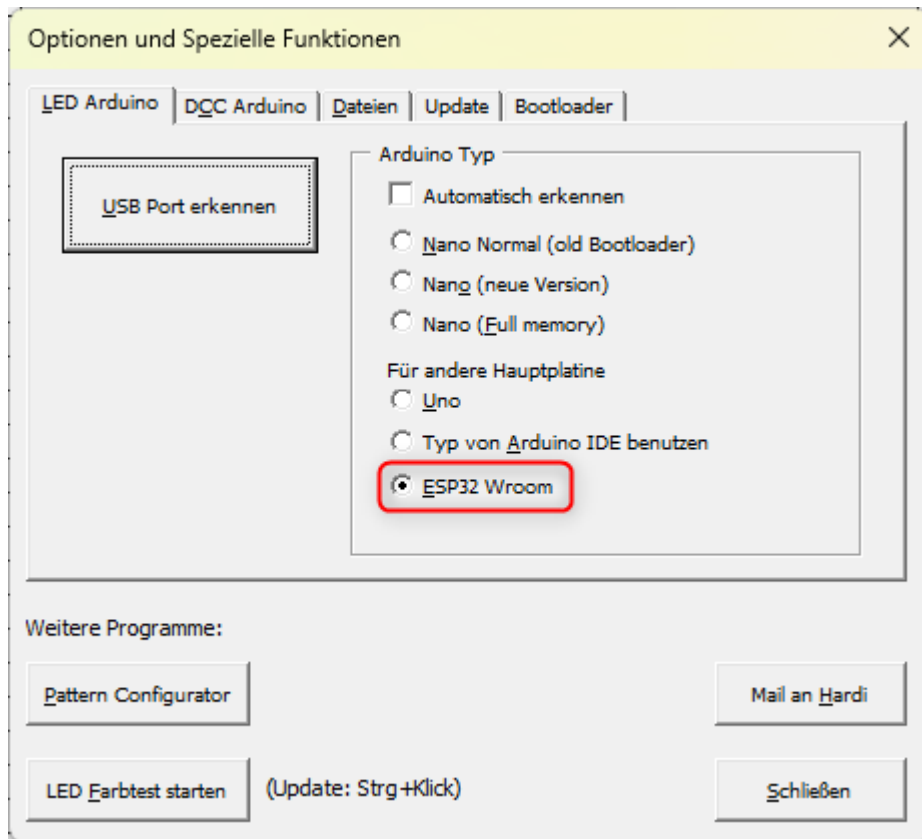 Optionen und Spezielle Funktionen
LED Arduino
DCC Arduino
Dateien
Update
Bootloader
USB Port erkennen
Arduino Typ
Automatisch erkennen
Nano Normal (old Bootloader)
Nano (neue Version)
Nano (Full memory)
Für andere Hauptplatine
Uno
Typ von Arduino IDE benutzen
ESP32 Wroom
Weitere Programme:
Pattern Configurator
Mail an Hardi
LED Farbtest starten
(Update: Strg+Klick)
Schließen